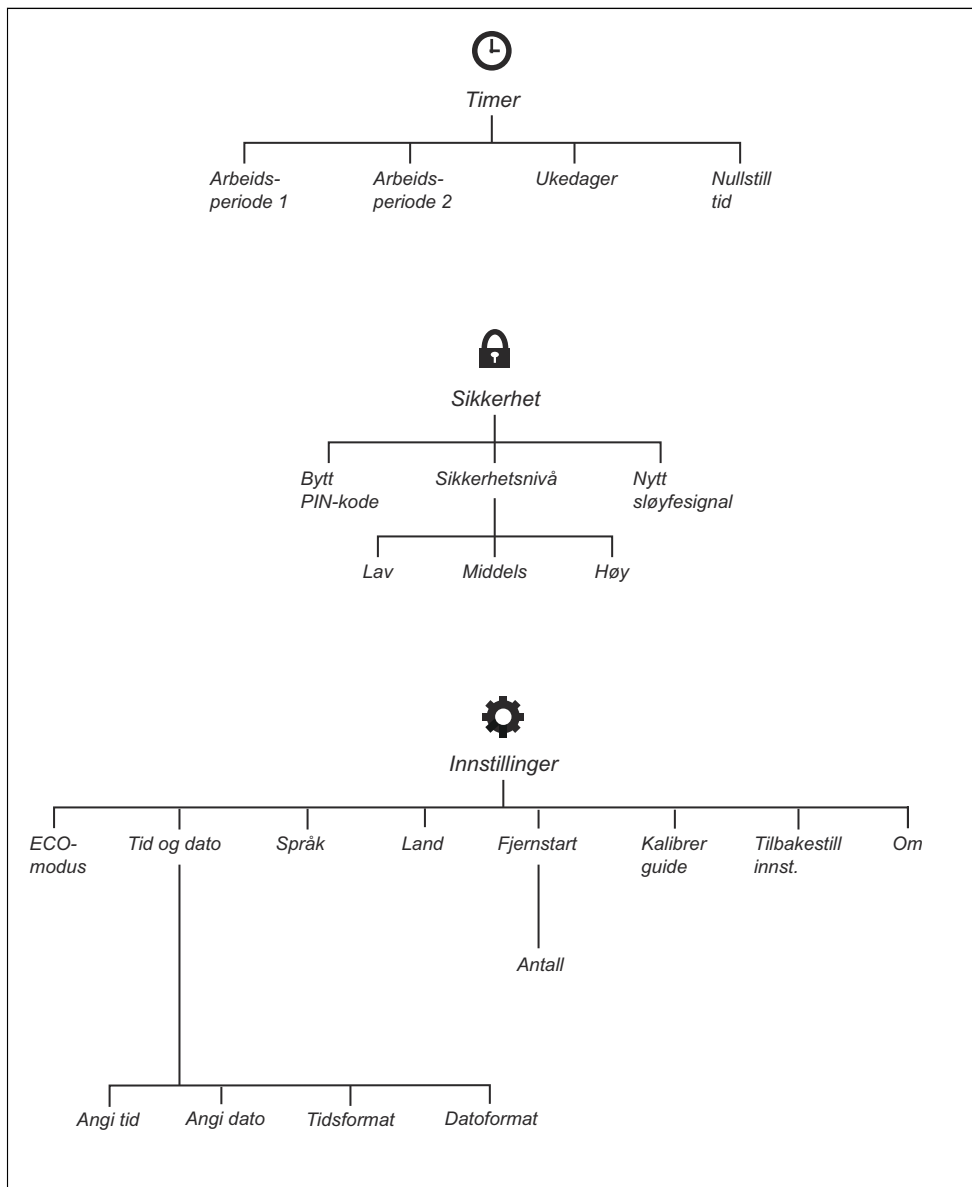 Timer
Arbeids-
periode 1
Arbeids-
periode 2
Ukedager
Nullstill
tid
Sikkerhet
Bytt
PIN-kode
Sikkerhetsnivå
Nytt
sløyfesignal
Lav
Middels
Høy
Innstillinger
ECO-
modus
Tid og dato
Språk
Land
Fjernstart
Kalibrer
guide
Tilbakestill
innst.
Om
Antall
Angi tid
Angi dato
Tidsformat
Datoformat